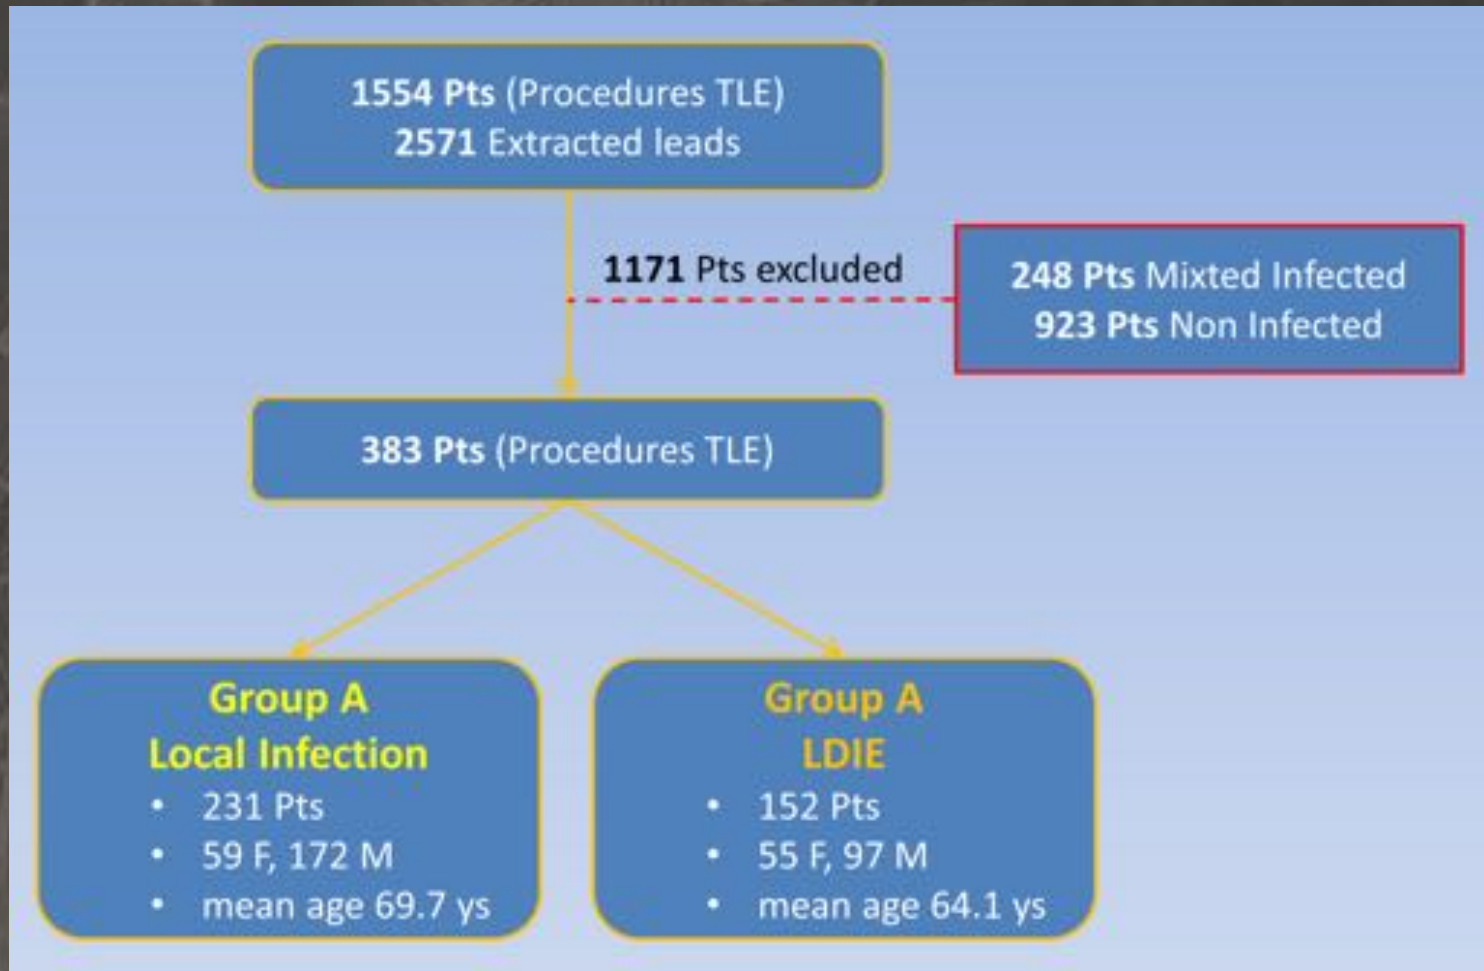 1554 Pts (Procedures TLE)
2571 Extracted leads
1171 Pts excluded
248 Pts Mixted Infected
923 Pts Non Infected
383 Pts (Procedures TLE)
Group A
Local Infection
• 231 Pts
• 59 F, 172 M
• mean age 69.7 ys
Group A
LDIE
• 152 Pts
• 55 F, 97 M
• mean age 64.1 ys